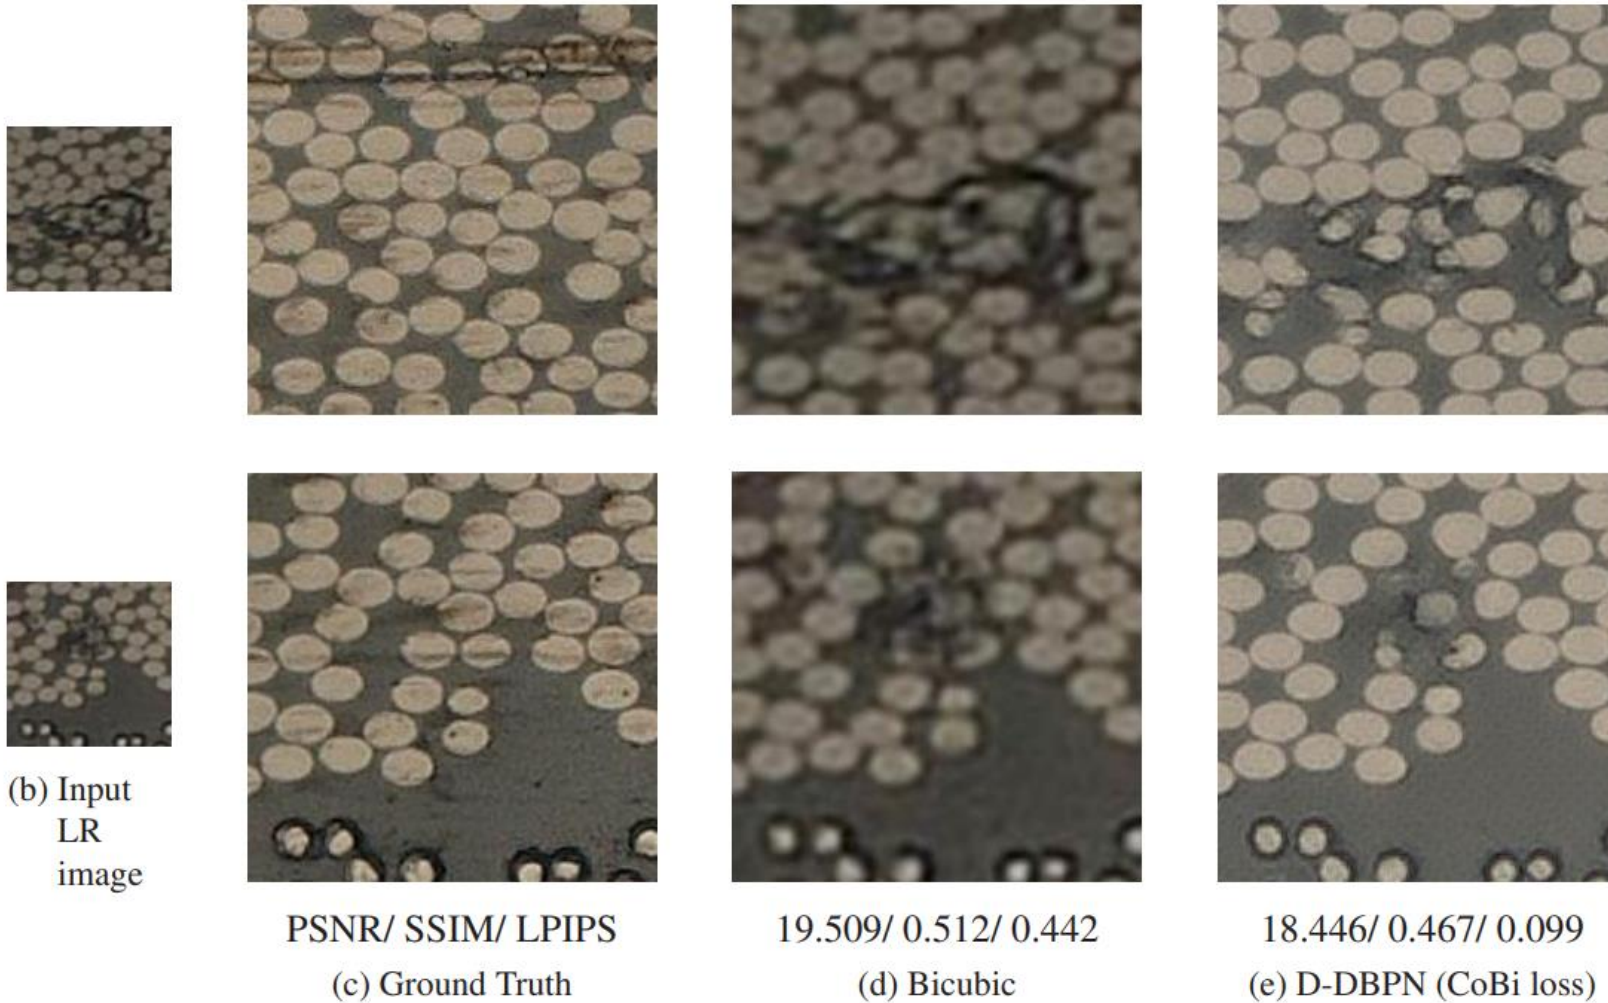 (b) Input
LR
image
PSNR/ SSIM/ LPIPS
19.509/ 0.512/ 0.442
18.446/ 0.467/ 0.099
(c) Ground Truth
(d) Bicubic
(e) D-DBPN (CoBi loss)